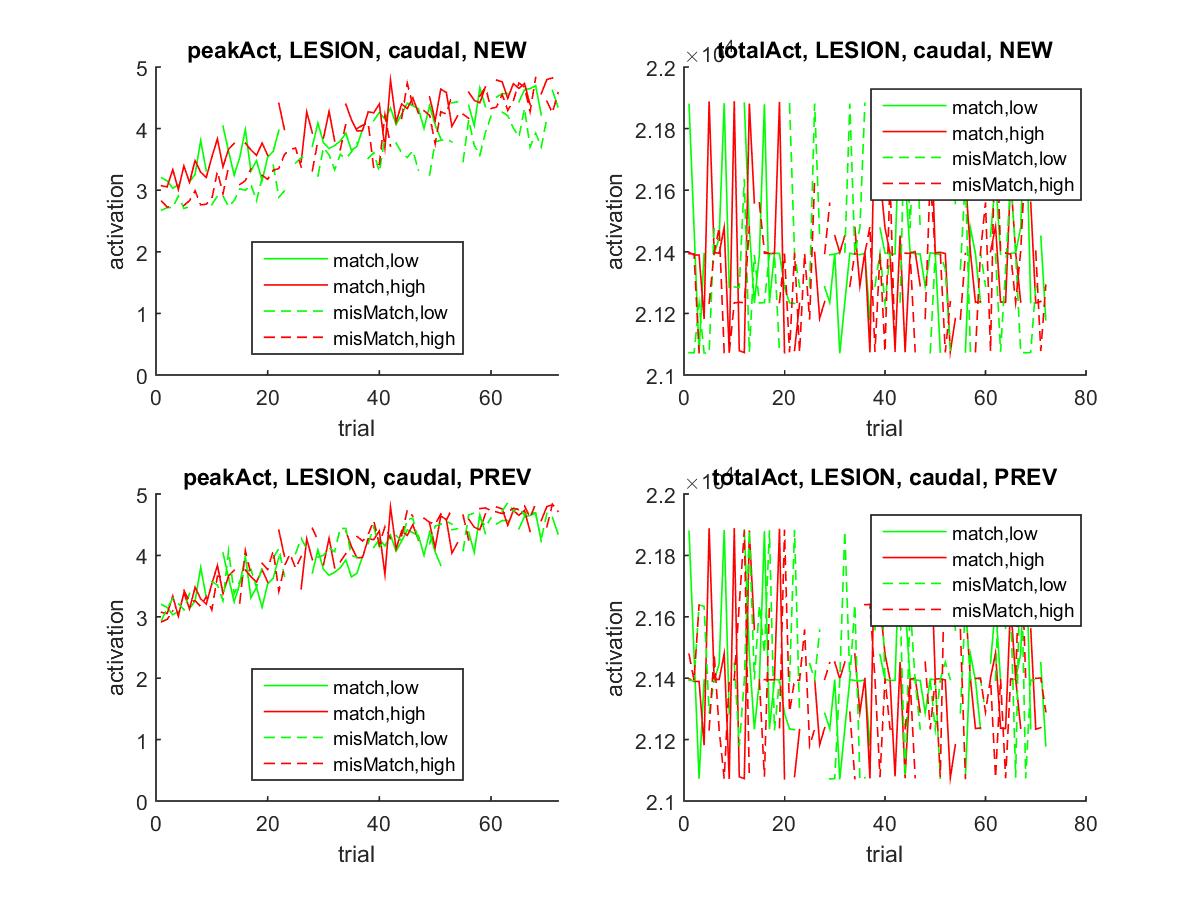 peakAct, LESION, caudal, NEW
5
4
3
2
1
0
activation
0 20 40 60
trial
match,low
match,high
misMatch,low
misMatch,high
×10^4
totalAct, LESION, caudal, NEW
2.2
2.18
2.16
2.14
2.12
2.1
activation
0 20 40 60 80
trial
match,low
match,high
misMatch,low
misMatch,high
peakAct, LESION, caudal, PREV
5
4
3
2
1
0
activation
0 20 40 60
trial
match,low
match,high
misMatch,low
misMatch,high
×10^4
totalAct, LESION, caudal, PREV
2.2
2.18
2.16
2.14
2.12
2.1
activation
0 20 40 60 80
trial
match,low
match,high
misMatch,low
misMatch,high